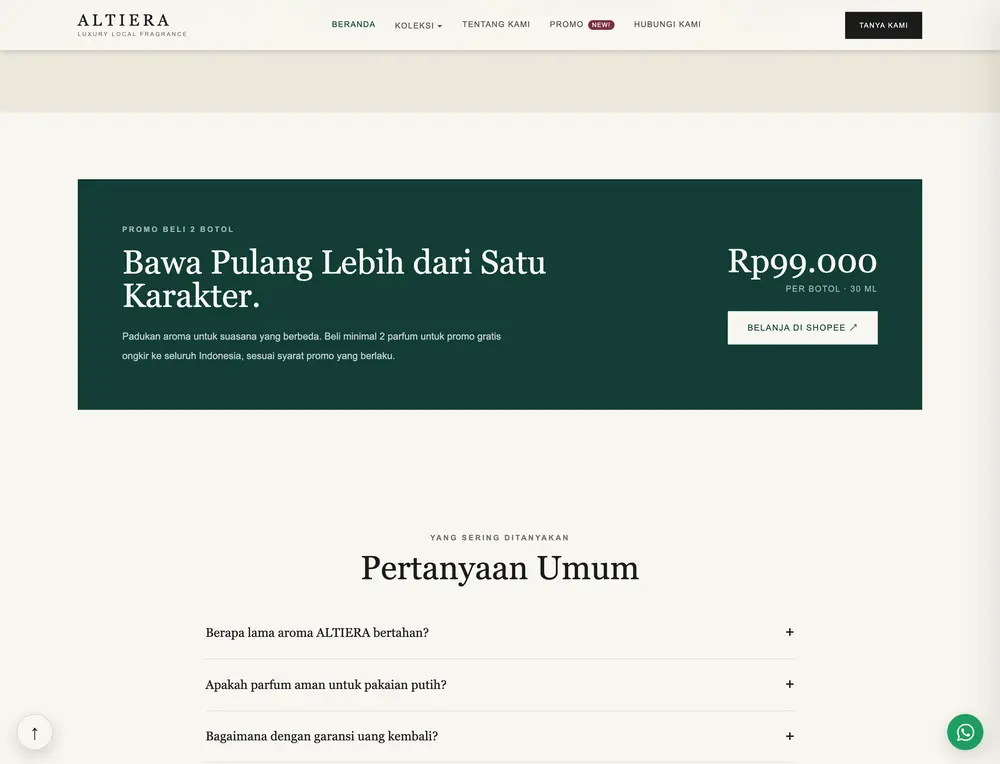 ALTIERA
LUXURY LOCAL FRAGRANCE
BERANDA
KOLEKSI
TENTANG KAMI
PROMO NEW!
HUBUNGI KAMI
TANYA KAMI
PROMO BELI 2 BOTOL
Bawa Pulang Lebih dari Satu
Karakter.
Padukan aroma untuk suasana yang berbeda. Beli minimal 2 parfum untuk promo gratis
ongkir ke seluruh Indonesia, sesuai syarat promo yang berlaku.
Rp99.000
PER BOTOL · 30 ML
BELANJA DI SHOPEE ↗
YANG SERING DITANYAKAN
Pertanyaan Umum
Berapa lama aroma ALTIERA bertahan? +
Apakah parfum aman untuk pakaian putih? +
Bagaimana dengan garansi uang kembali? +
↑